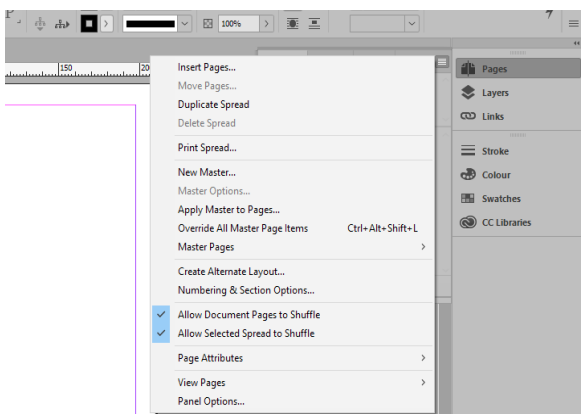 100%
150
200
Insert Pages...
Move Pages...
Duplicate Spread
Delete Spread
Print Spread...
New Master...
Master Options...
Apply Master to Pages...
Override All Master Page Items Ctrl+Alt+Shift+L
Master Pages
Create Alternate Layout...
Numbering & Section Options...
Allow Document Pages to Shuffle
Allow Selected Spread to Shuffle
Page Attributes
View Pages
Panel Options...
Pages
Layers
Links
Stroke
Colour
Swatches
CC Libraries